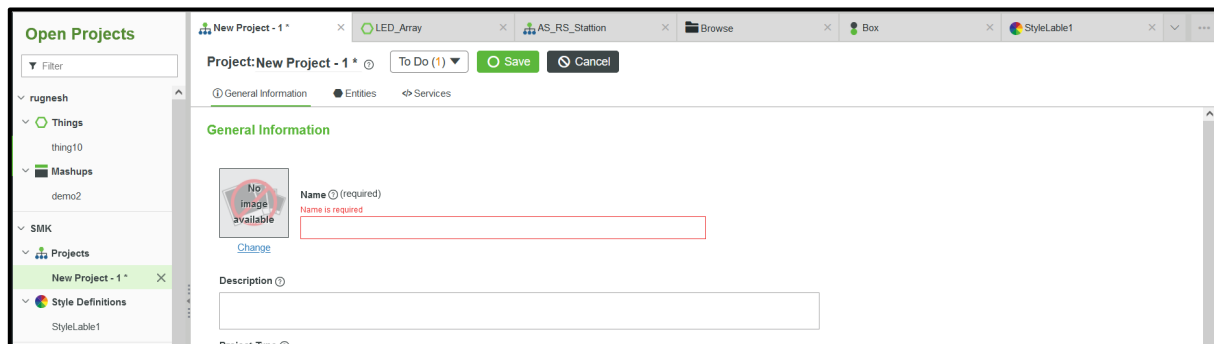 Open Projects
Filter
rugnesh
Things
thing10
Mashups
demo2
SMK
Projects
New Project - 1 *
Style Definitions
StyleLable1
New Project - 1 *
LED_Array
AS_RS_Stattion
Browse
Box
StyleLable1
Project: New Project - 1 * To Do (1) Save Cancel
General Information Entities </> Services
General Information
No
image
available
Change
Name (required)
Name is required
Description
Project Type